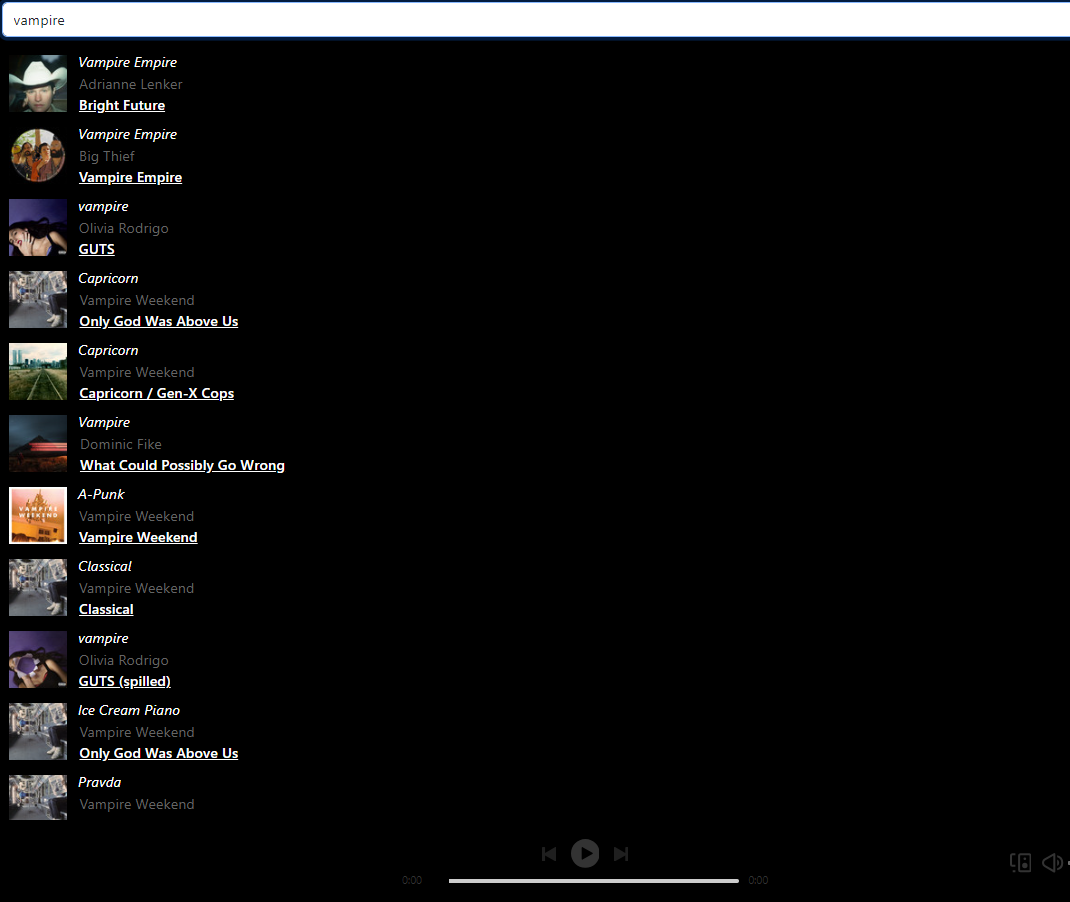 vampire
Vampire Empire
Adrianne Lenker
Bright Future
Vampire Empire
Big Thief
Vampire Empire
vampire
Olivia Rodrigo
GUTS
Capricorn
Vampire Weekend
Only God Was Above Us
Capricorn
Vampire Weekend
Capricorn / Gen-X Cops
Vampire
Dominic Fike
What Could Possibly Go Wrong
A-Punk
Vampire Weekend
Vampire Weekend
VAMPIRE
WEEKEND
Classical
Vampire Weekend
Classical
vampire
Olivia Rodrigo
GUTS (spilled)
Ice Cream Piano
Vampire Weekend
Only God Was Above Us
Pravda
Vampire Weekend
0:00
0:00